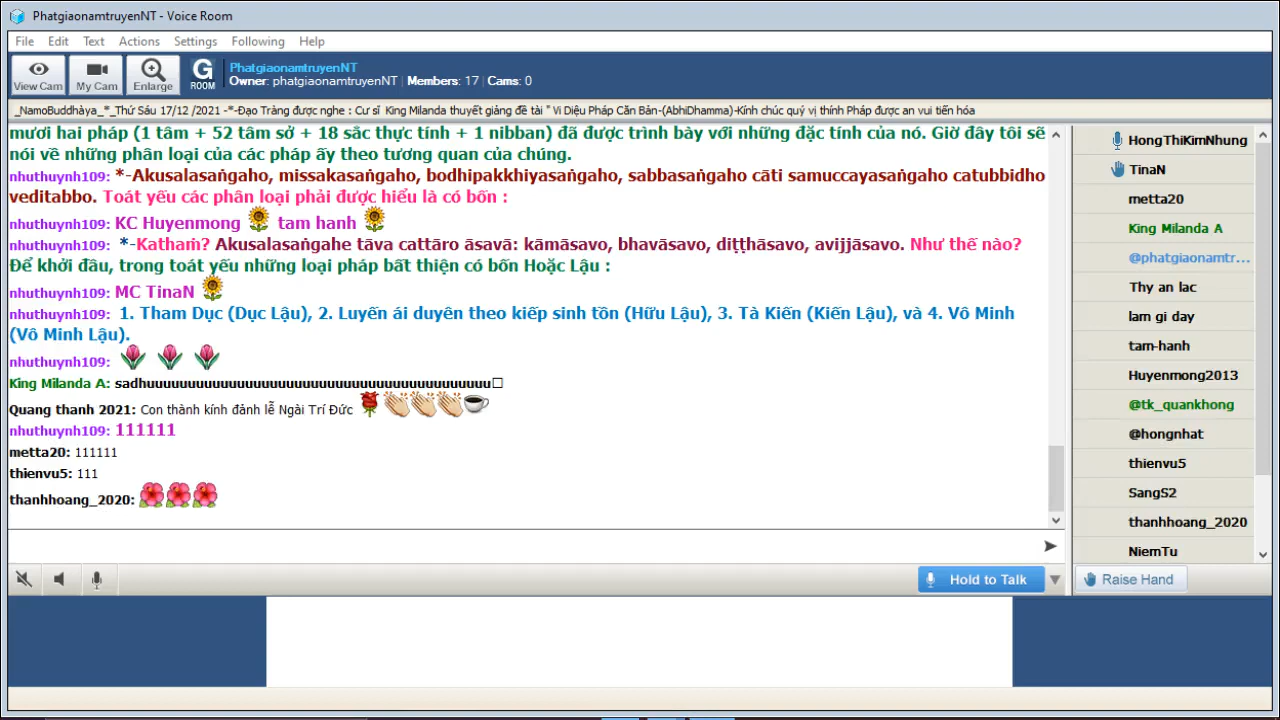 PhatgiaonamtruyenNT - Voice Room
File Edit Text Actions Settings Following Help
View Cam My Cam Enlarge G ROOM
PhatgiaonamtruyenNT
Owner: phatgiaonamtruyenNT | Members: 17 | Cams: 0
_NamoBuddhàya_*_Thứ Sáu 17/12 /2021 -*-Đạo Tràng được nghe : Cư sĩ King Milanda thuyết giảng đề tài " Vi Diệu Pháp Căn Bản-(AbhiDhamma)-Kính chúc quý vị thính Pháp được an vui tiến hóa
mươi hai pháp (1 tâm + 52 tâm sở + 18 sắc thực tính + 1 nibban) đã được trình bày với những đặc tính của nó. Giờ đây tôi sẽ
nói về những phân loại của các pháp ấy theo tương quan của chúng.
nhuthuynh109: *-Akusalasaṅgaho, missakasaṅgaho, bodhipakkhiyasaṅgaho, sabbasaṅgaho cāti samuccayasaṅgaho catubbidho
veditabbo. Toát yếu các phân loại phải được hiểu là có bốn :
nhuthuynh109: KC Huyenmong tam hanh
nhuthuynh109: *-Kathaṁ? Akusalasaṅgahe tāva cattāro āsavā: kāmāsavo, bhavāsavo, diṭṭhāsavo, avijjāsavo. Như thế nào?
Để khởi đầu, trong toát yếu những loại pháp bất thiện có bốn Hoặc Lậu :
nhuthuynh109: MC TinaN
nhuthuynh109: 1. Tham Dục (Dục Lậu), 2. Luyến ái duyên theo kiếp sinh tồn (Hữu Lậu), 3. Tà Kiến (Kiến Lậu), và 4. Vô Minh
(Vô Minh Lậu).
nhuthuynh109:
King Milanda A: sadhuuuuuuuuuuuuuuuuuuuuuuuuuuuuuuuuuuuuuuuuuu
Quang thanh 2021: Con thành kính đảnh lễ Ngài Trí Đức
nhuthuynh109: 111111
metta20: 111111
thienvu5: 111
thanhhoang_2020:
Hold to Talk
HongThiKimNhung
TinaN
metta20
King Milanda A
@phatgiaonamtr...
Thy an lac
lam gi day
tam-hanh
Huyenmong2013
@tk_quankhong
@hongnhat
thienvu5
SangS2
thanhhoang_2020
NiemTu
Raise Hand